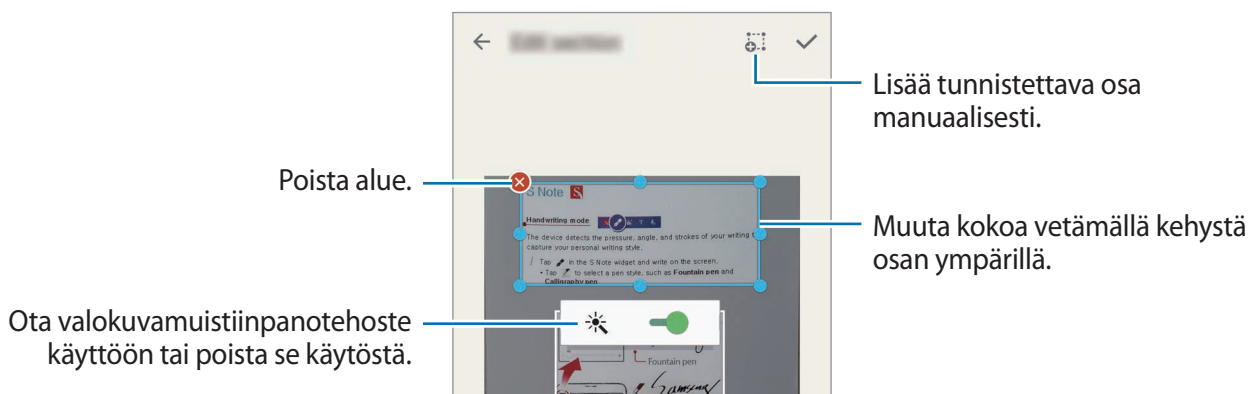 Lisää tunnistettava osa
manuaalisesti.
Poista alue.
S Note
Handwriting mode
The device detects the pressure, angle, and strokes of your writing t
capture your personal writing style.
Tap in the S Note widget and write on the screen.
• Tap to select a pen style, such as Fountain pen and
Calligraphy pen
Muuta kokoa vetämällä kehystä
osan ympärillä.
Ota valokuvamuistiinpanotehoste
käyttöön tai poista se käytöstä.
Fountain pen
Samsung